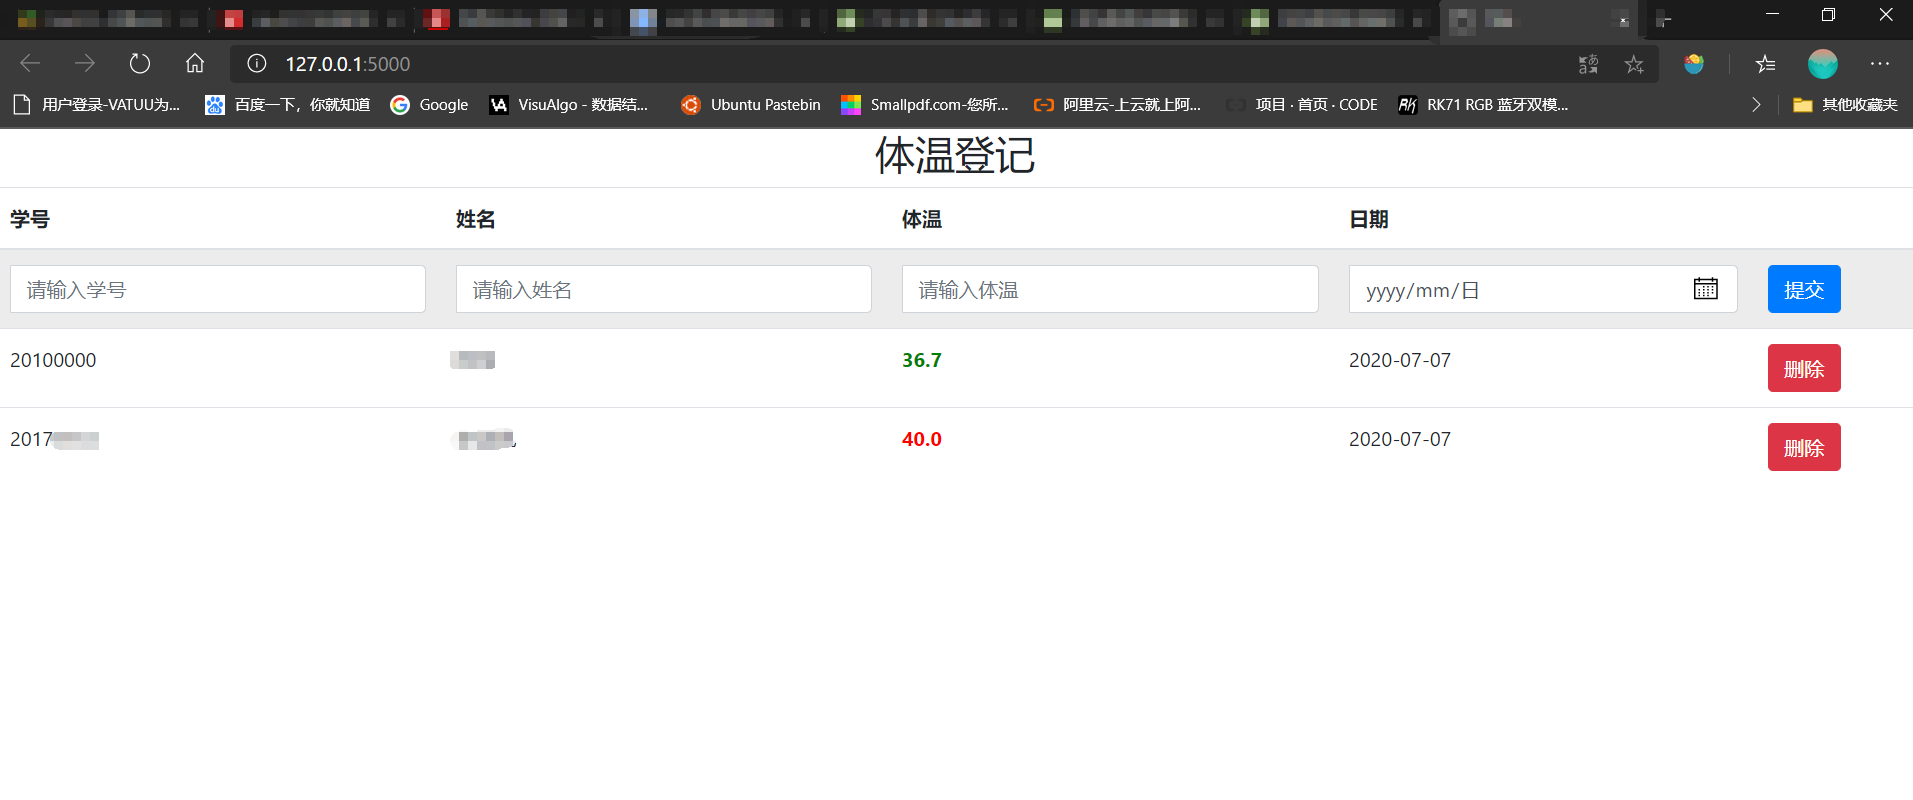 127.0.0.1:5000
用户登录-VATUU为... 百度一下，你就知道 Google VisuAlgo - 数据结... Ubuntu Pastebin Smallpdf.com-您所... 阿里云-上云就上阿... 项目 · 首页 · CODE RK71 RGB 蓝牙双模... 其他收藏夹
体温登记
学号 姓名 体温 日期
请输入学号 请输入姓名 请输入体温 yyyy/mm/日 提交
20100000 36.7 2020-07-07 删除
2017 40.0 2020-07-07 删除